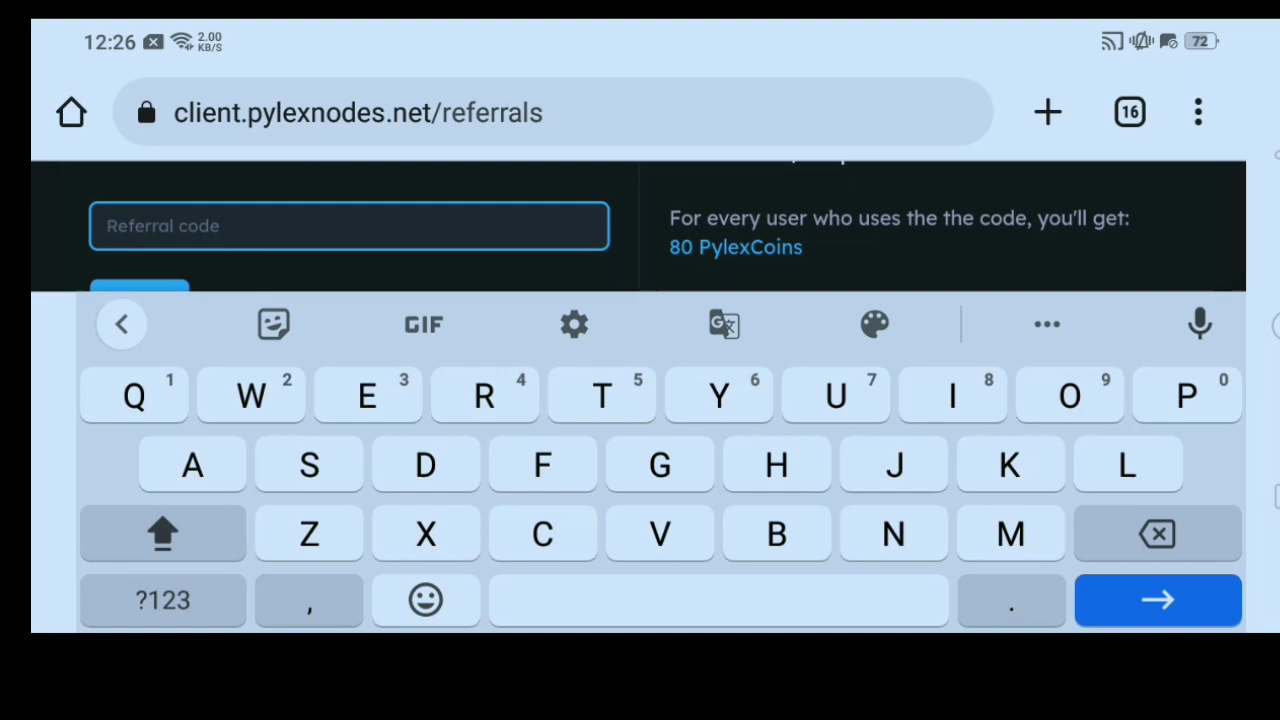 12:26 2.00 KB/S 72
client.pylexnodes.net/referrals 16
Referral code
For every user who uses the the code, you'll get:
80 PylexCoins
GIF
Q 1 W 2 E 3 R 4 T 5 Y 6 U 7 I 8 O 9 P 0
A S D F G H J K L
Z X C V B N M
?123 , .